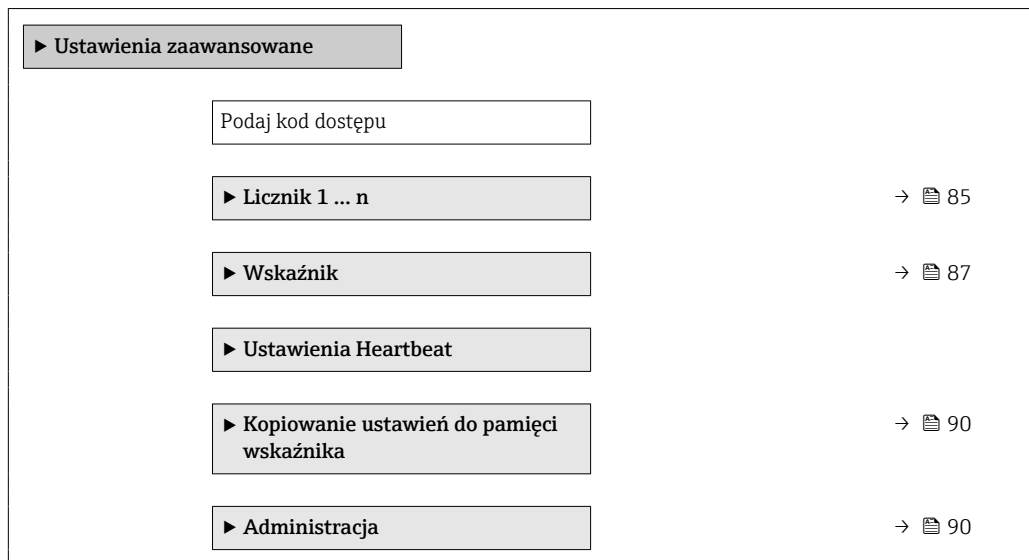 ▶ Ustawienia zaawansowane
Podaj kod dostępu
▶ Licznik 1 … n → 85
▶ Wskaźnik → 87
▶ Ustawienia Heartbeat
▶ Kopiowanie ustawień do pamięci → 90
wskaźnika
▶ Administracja → 90